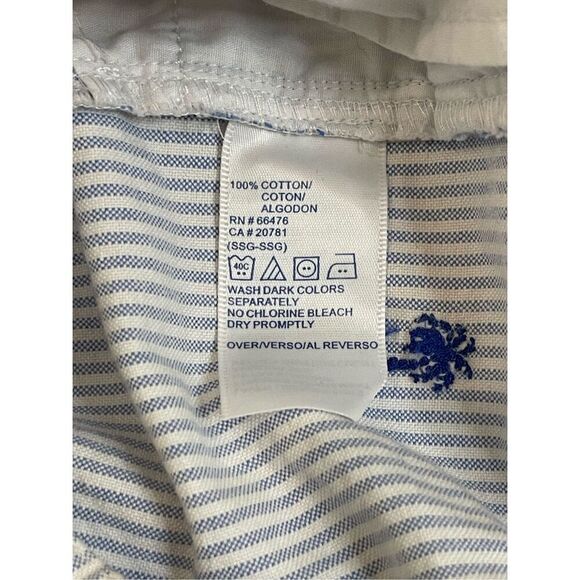 100% COTTON/
COTON/
ALGODON
RN # 66476
CA # 20781
(SSG-SSG)
40C
WASH DARK COLORS
SEPARATELY
NO CHLORINE BLEACH
DRY PROMPTLY
OVER/VERSO/AL REVERSO